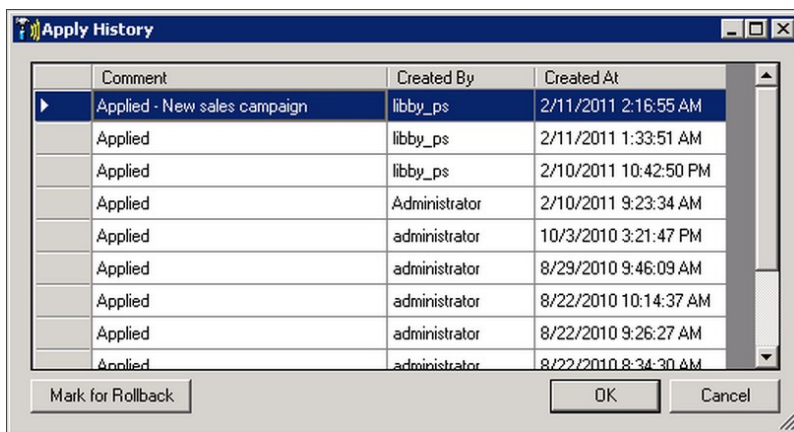 Apply History
Comment Created By Created At
Applied - New sales campaign libby_ps 2/11/2011 2:16:55 AM
Applied libby_ps 2/11/2011 1:33:51 AM
Applied libby_ps 2/10/2011 10:42:50 PM
Applied Administrator 2/10/2011 9:23:34 AM
Applied administrator 10/3/2010 3:21:47 PM
Applied administrator 8/29/2010 9:46:09 AM
Applied administrator 8/22/2010 10:14:37 AM
Applied administrator 8/22/2010 9:26:27 AM
Applied administrator 8/22/2010 8:34:30 AM
Mark for Rollback OK Cancel